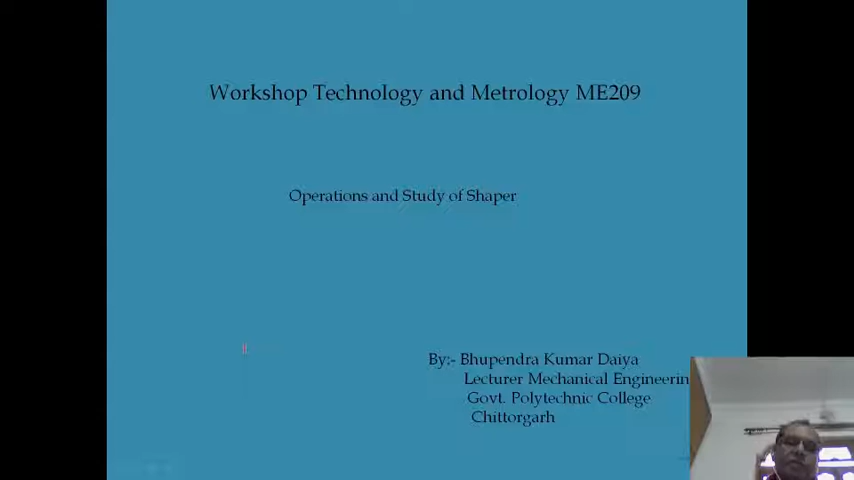 Workshop Technology and Metrology ME209
Operations and Study of Shaper
By:- Bhupendra Kumar Daiya
Lecturer Mechanical Engineerin
Govt. Polytechnic College
Chittorgarh